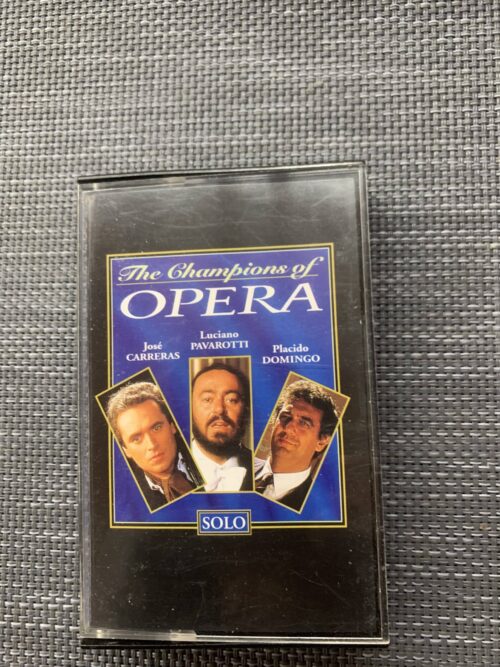 The Champions of
OPERA
José
CARRERAS
Luciano
PAVAROTTI
Placido
DOMINGO
SOLO